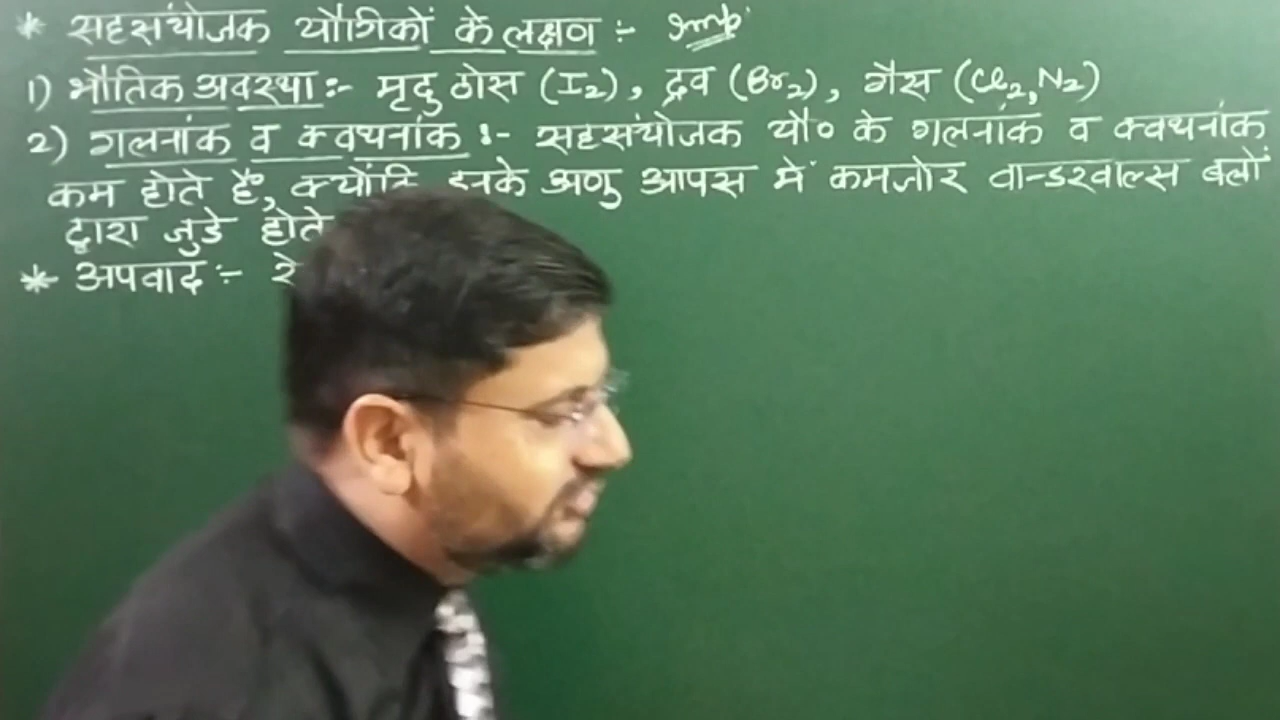 * सहसंयोजक यौगिकों के लक्षण :- Imp
1) भौतिक अवस्था :- मृदु ठोस (I2), द्रव (Br2), गैस (Cl2, N2)
2) गलनांक व क्वथनांक :- सहसंयोजक यौ० के गलनांक व क्वथनांक
कम होते हैं, क्योंकि इनके अणु आपस में कमजोर वान्डरवाल्स बलों
द्वारा जुडे होते
* अपवाद :-